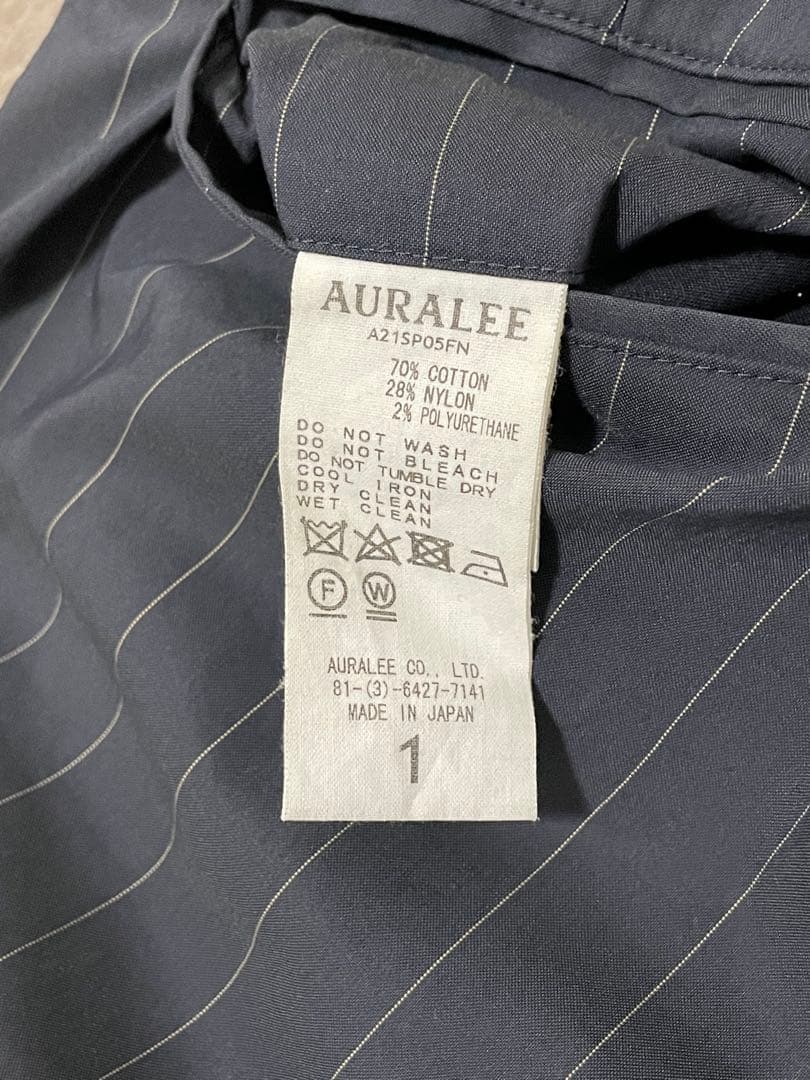 AURALEE
A21SP05FN
70% COTTON
28% NYLON
2% POLYURETHANE
DO NOT WASH
DO NOT BLEACH
DO NOT TUMBLE DRY
COOL IRON
DRY CLEAN
WET CLEAN
F W
AURALEE CO., LTD.
81-(3)-6427-7141
MADE IN JAPAN
1